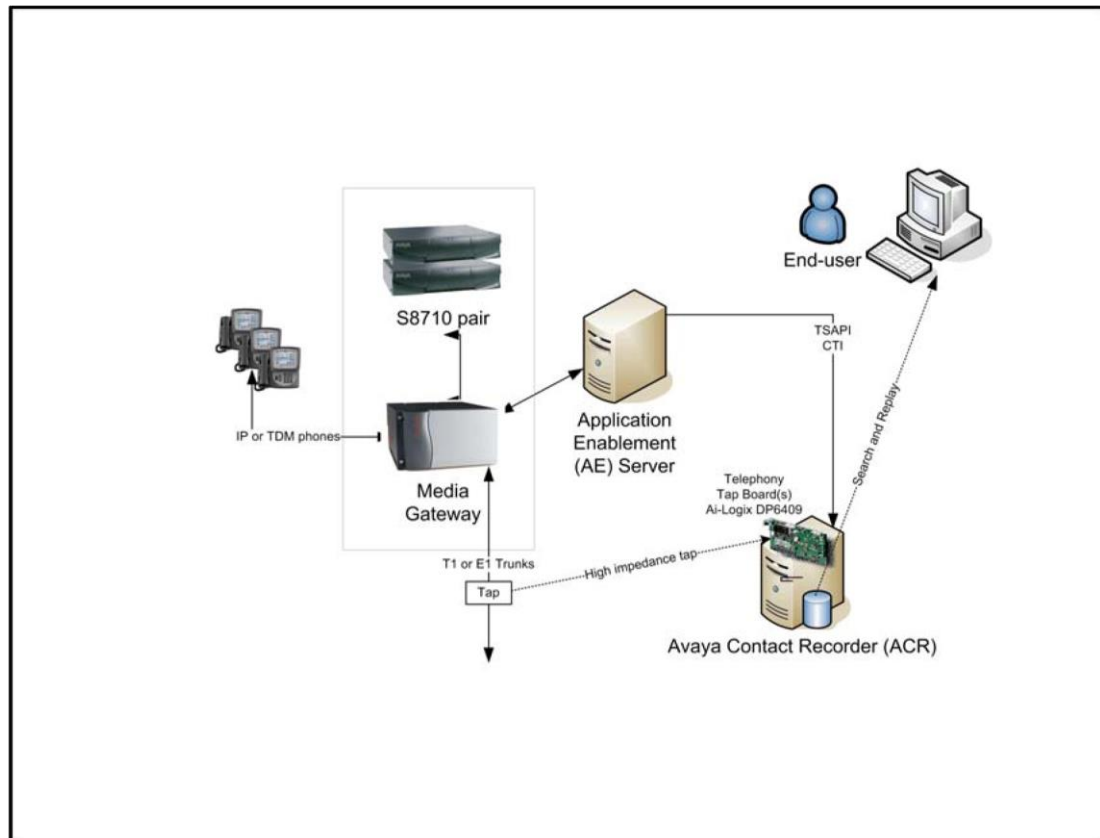 End-user
S8710 pair
TSAPI
CTI
IP or TDM phones
Application
Enablement
(AE) Server
Search and Replay
Media
Gateway
Telephony
Tap Board(s)
Ai-Logix DP6409
T1 or E1 Trunks
High impedance tap
Tap
Avaya Contact Recorder (ACR)